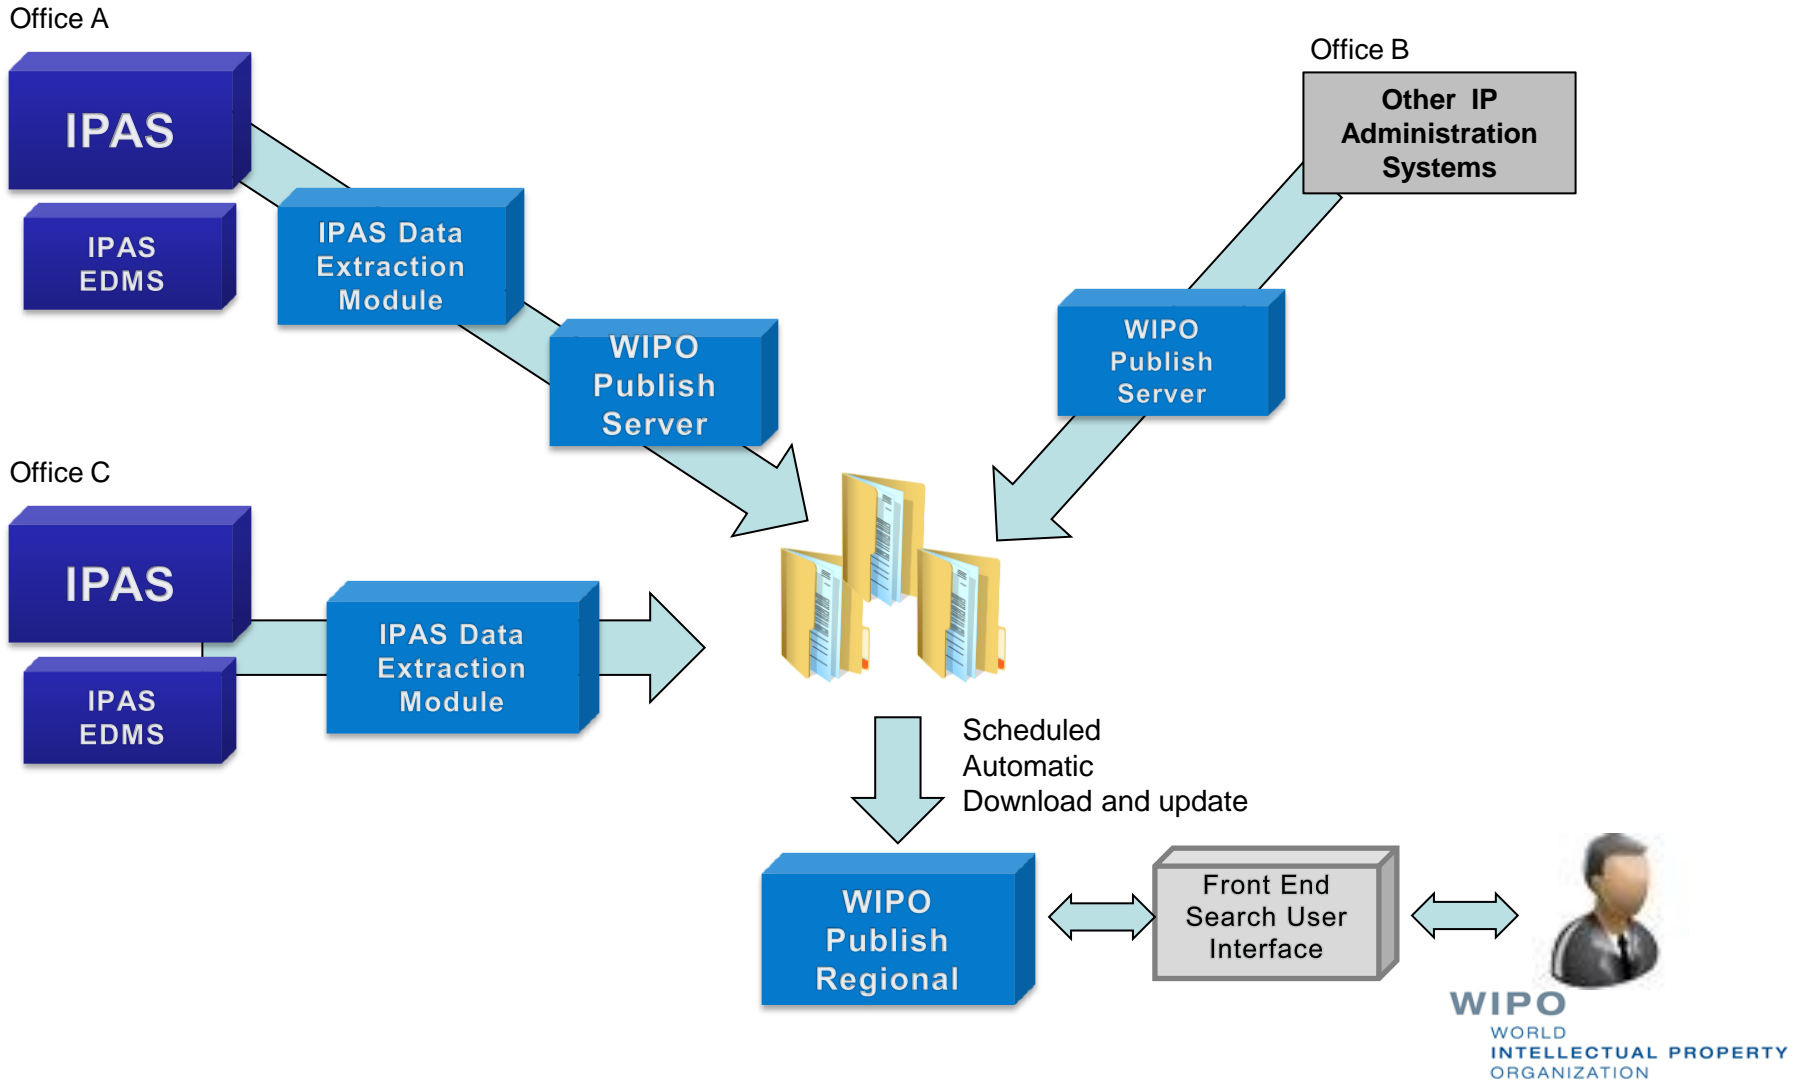 Office A
IPAS
IPAS
EDMS
IPAS Data
Extraction
Module
WIPO
Publish
Server
Office B
Other IP
Administration
Systems
WIPO
Publish
Server
Office C
IPAS
IPAS
EDMS
IPAS Data
Extraction
Module
Scheduled
Automatic
Download and update
WIPO
Publish
Regional
Front End
Search User
Interface
WIPO
WORLD
INTELLECTUAL PROPERTY
ORGANIZATION